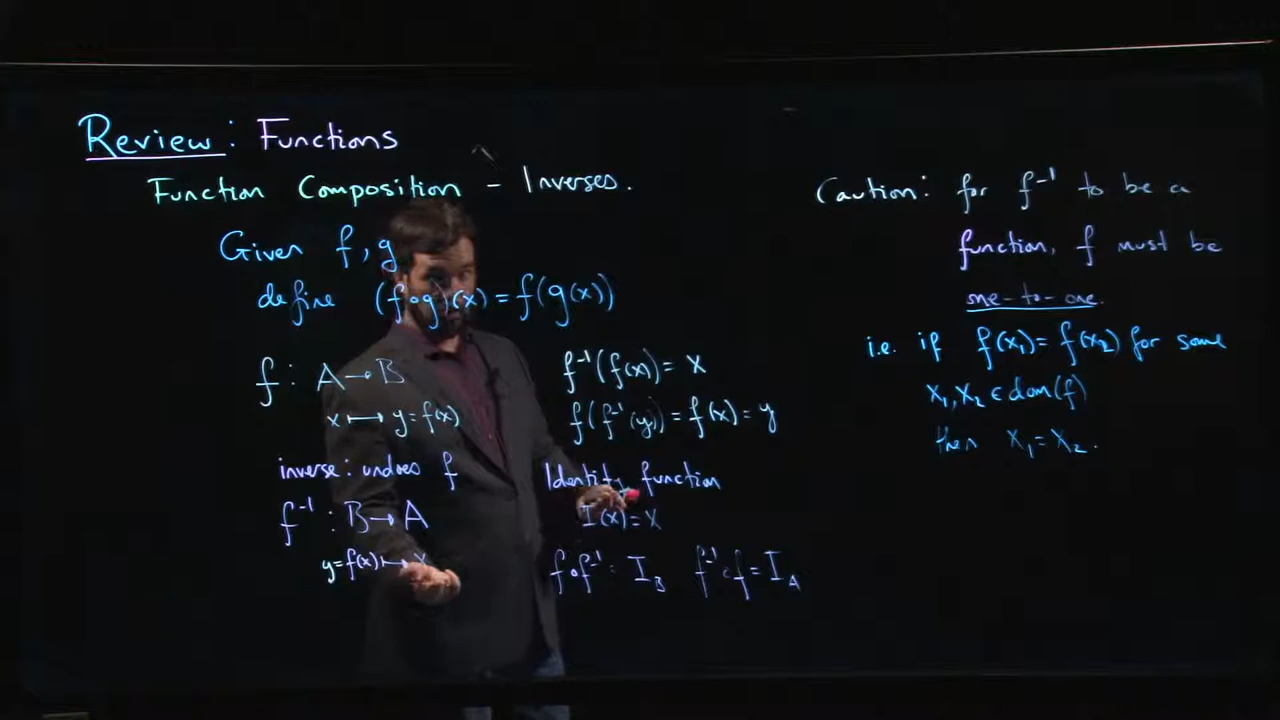 Review: Functions
Function Composition - Inverses.
Given f, g
define (f∘g)(x) = f(g(x))
f : A → B
x ↦ y = f(x)
inverse: undoes f
f⁻¹ : B → A
y = f(x) ↦ x
f⁻¹(f(x)) = x
f(f⁻¹(y)) = f(x) = y
Identity function
I(x) = x
f∘f⁻¹ = I_B f⁻¹∘f = I_A
Caution: for f⁻¹ to be a
function, f must be
one-to-one.
i.e. if f(x₁) = f(x₂) for some
x₁, x₂ ∈ dom(f)
then x₁ = x₂.